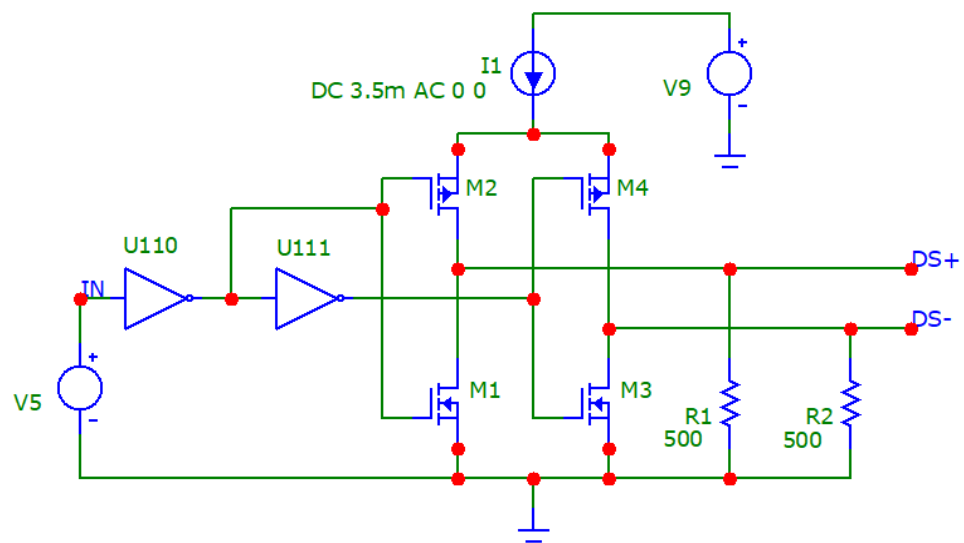 I1
DC 3.5m AC 0 0
+
V9
-
M2
M4
U110
U111
IN
DS+
DS-
+
V5
-
M1
M3
R1
500
R2
500